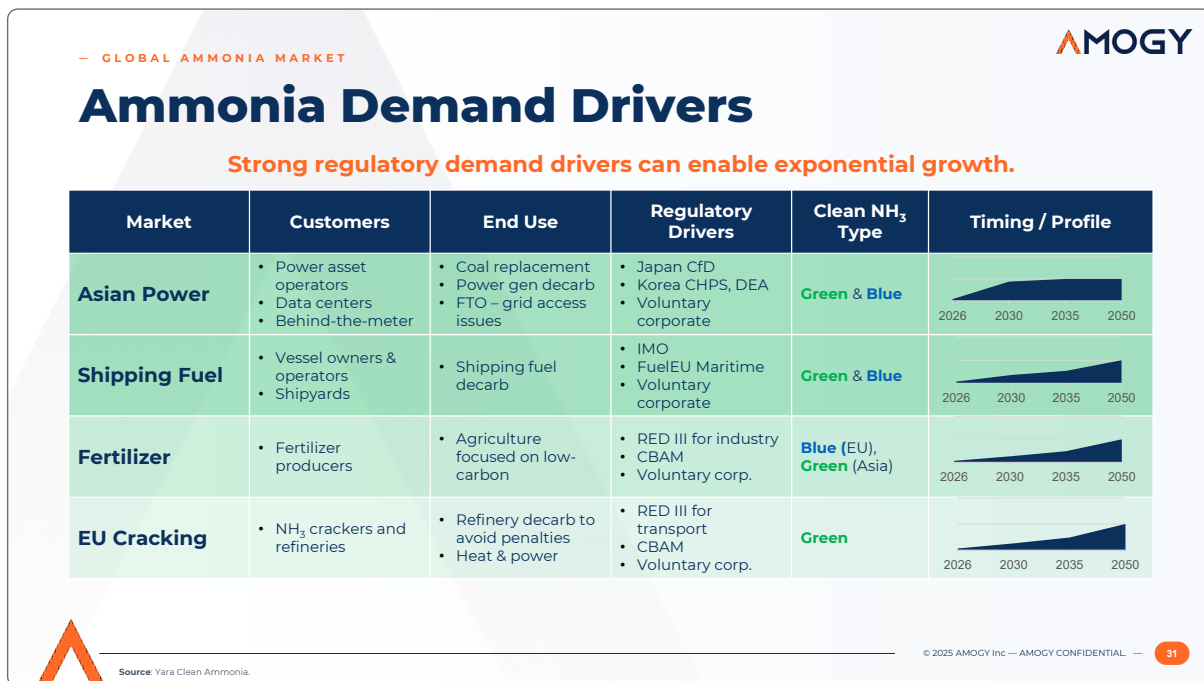 AMOGY
— GLOBAL AMMONIA MARKET
Ammonia Demand Drivers
Strong regulatory demand drivers can enable exponential growth.
Market
Customers
End Use
Regulatory
Drivers
Clean NH₃
Type
Timing / Profile
Asian Power
• Power asset
operators
• Data centers
• Behind-the-meter
• Coal replacement
• Power gen decarb
• FTO – grid access
issues
• Japan CfD
• Korea CHPS, DEA
• Voluntary
corporate
Green & Blue
2026 2030 2035 2050
Shipping Fuel
• Vessel owners &
operators
• Shipyards
• Shipping fuel
decarb
• IMO
• FuelEU Maritime
• Voluntary
corporate
Green & Blue
2026 2030 2035 2050
Fertilizer
• Fertilizer
producers
• Agriculture
focused on low-
carbon
• RED III for industry
• CBAM
• Voluntary corp.
Blue (EU),
Green (Asia)
2026 2030 2035 2050
EU Cracking
• NH₃ crackers and
refineries
• Refinery decarb to
avoid penalties
• Heat & power
• RED III for
transport
• CBAM
• Voluntary corp.
Green
2026 2030 2035 2050
© 2025 AMOGY Inc — AMOGY CONFIDENTIAL. — 31
Source: Yara Clean Ammonia.